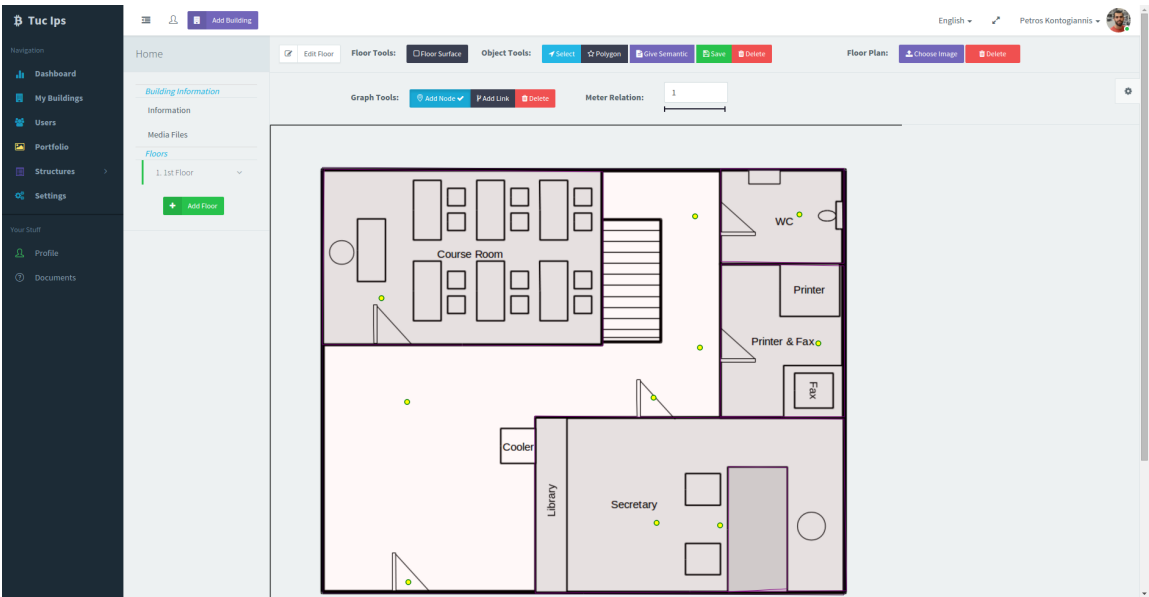 Tuc Ips
Add Building
English
Petros Kontogiannis
Navigation
Dashboard
My Buildings
Users
Portfolio
Structures
Settings
Your Stuff
Profile
Documents
Home
Building Information
Information
Media Files
Floors
1. 1st Floor
Add Floor
Edit Floor Floor Tools: Floor Surface Object Tools: Select Polygon Give Semantic Save Delete Floor Plan: Choose Image Delete
Graph Tools: Add Node Add Link Delete Meter Relation: 1
Course Room
WC
Printer
Printer & Fax
Fax
Cooler
Library
Secretary